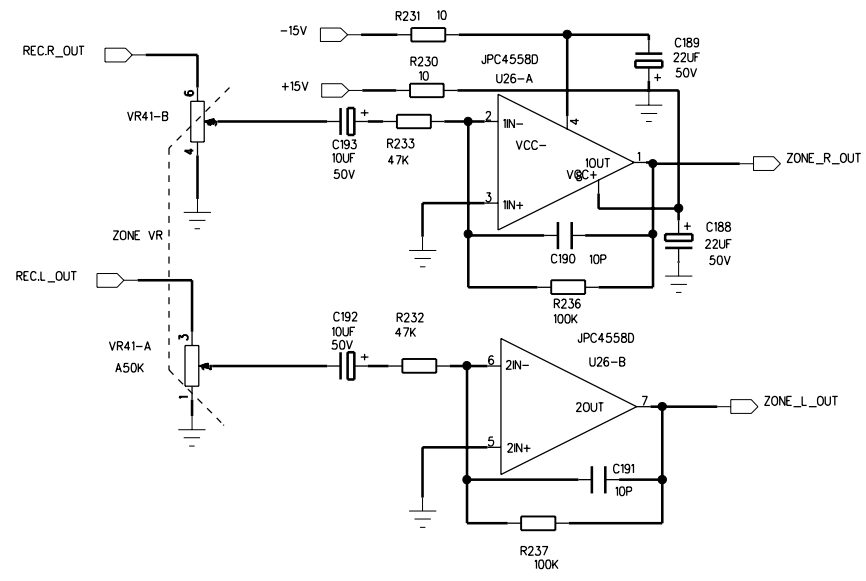 R231 10
-15V
REC.R_OUT
C189
22UF
50V
+
JPC4558D
R230
10
U26-A
+15V
6
VR41-B
4
C193
10UF
50V
+
R233
47K
2
1IN-
4
VCC-
1OUT
1
ZONE_R_OUT
VCC+
8
3
1IN+
ZONE VR
C188
22UF
50V
+
C190
10P
REC.L_OUT
R236
100K
C192
10UF
50V
+
R232
47K
JPC4558D
U26-B
3
VR41-A
A50K
1
6
2IN-
2OUT
7
ZONE_L_OUT
5
2IN+
C191
10P
R237
100K